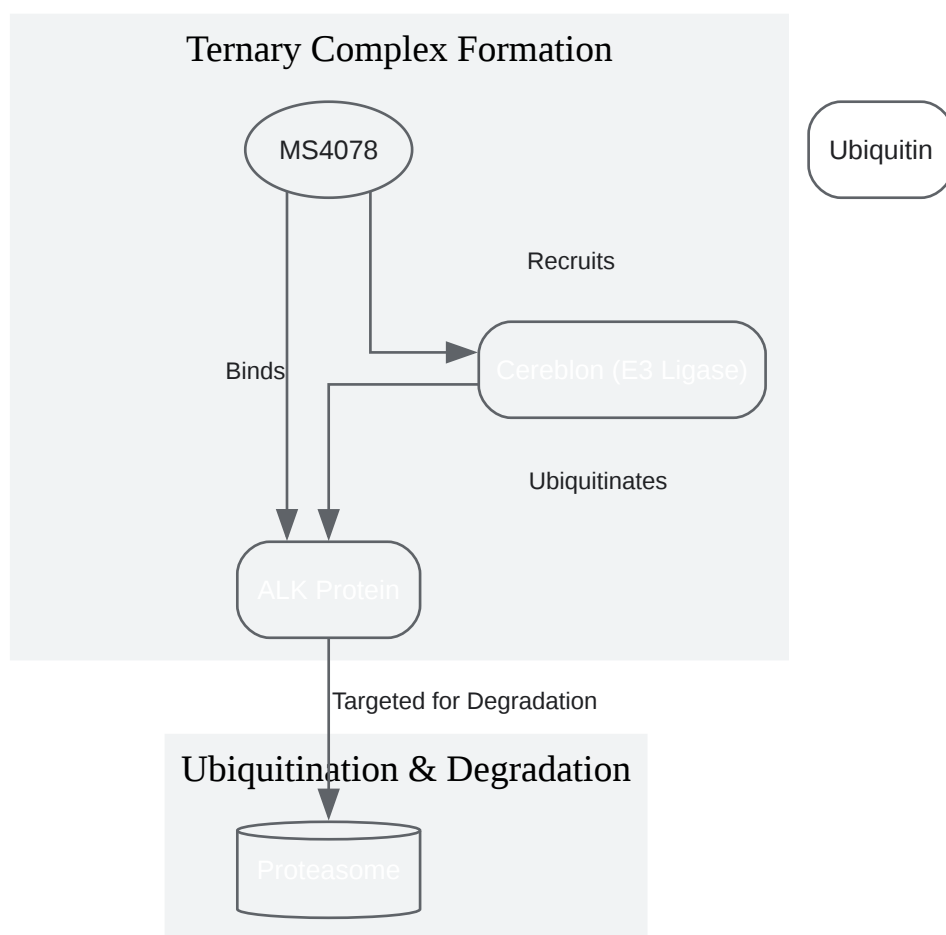 Ternary Complex Formation
MS4078
Ubiquitin
Recruits
Binds
Cereblon (E3 Ligase)
Ubiquitinates
ALK Protein
Targeted for Degradation
Ubiquitination & Degradation
Proteasome